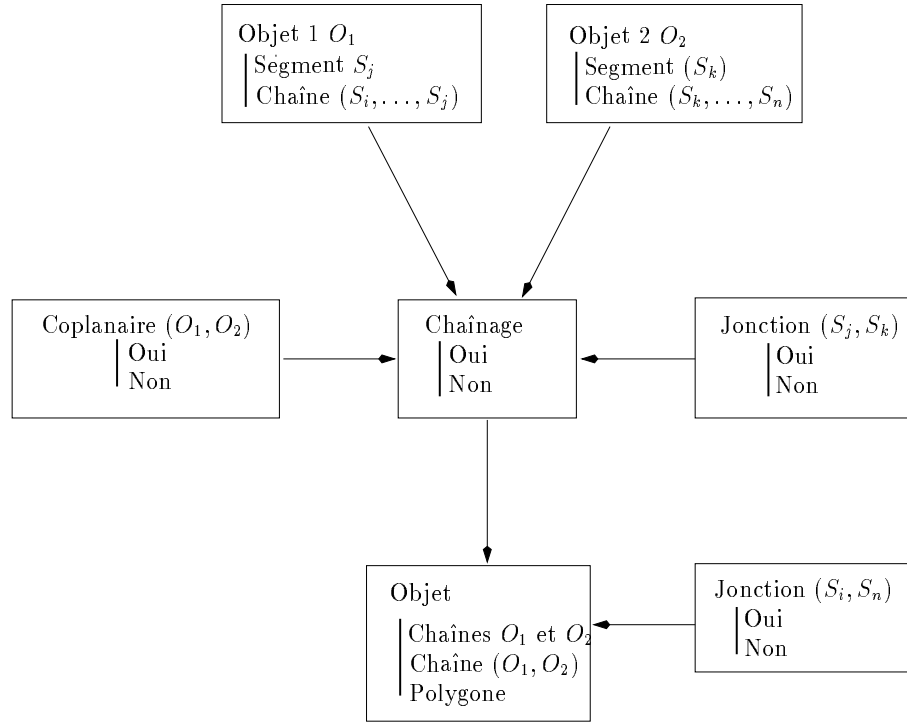 Objet 1 O₁
Segment Sⱼ
Chaîne (Sᵢ, . . . , Sⱼ)
Objet 2 O₂
Segment (Sₖ)
Chaîne (Sₖ, . . . , Sₙ)
Coplanaire (O₁, O₂)
Oui
Non
Chaînage
Oui
Non
Jonction (Sⱼ, Sₖ)
Oui
Non
Objet
Chaînes O₁ et O₂
Chaîne (O₁, O₂)
Polygone
Jonction (Sᵢ, Sₙ)
Oui
Non